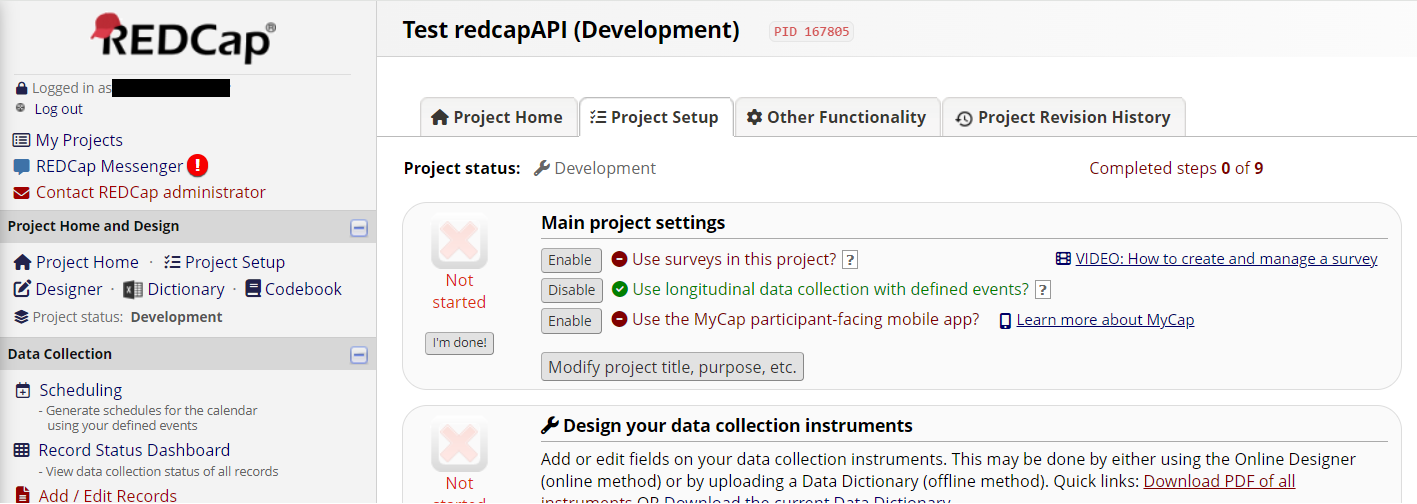 REDCap®
Logged in as
Log out
My Projects
REDCap Messenger !
Contact REDCap administrator
Project Home and Design
Project Home · Project Setup
Designer · Dictionary · Codebook
Project status: Development
Data Collection
Scheduling
- Generate schedules for the calendar
using your defined events
Record Status Dashboard
- View data collection status of all records
Add / Edit Records
Test redcapAPI (Development) PID 167805
Project Home Project Setup Other Functionality Project Revision History
Project status: Development Completed steps 0 of 9
Not
started
I'm done!
Main project settings
Enable Use surveys in this project? ? VIDEO: How to create and manage a survey
Disable Use longitudinal data collection with defined events? ?
Enable Use the MyCap participant-facing mobile app? Learn more about MyCap
Modify project title, purpose, etc.
Not
started
Design your data collection instruments
Add or edit fields on your data collection instruments. This may be done by either using the Online Designer
(online method) or by uploading a Data Dictionary (offline method). Quick links: Download PDF of all
instruments OR Download the current Data Dictionary